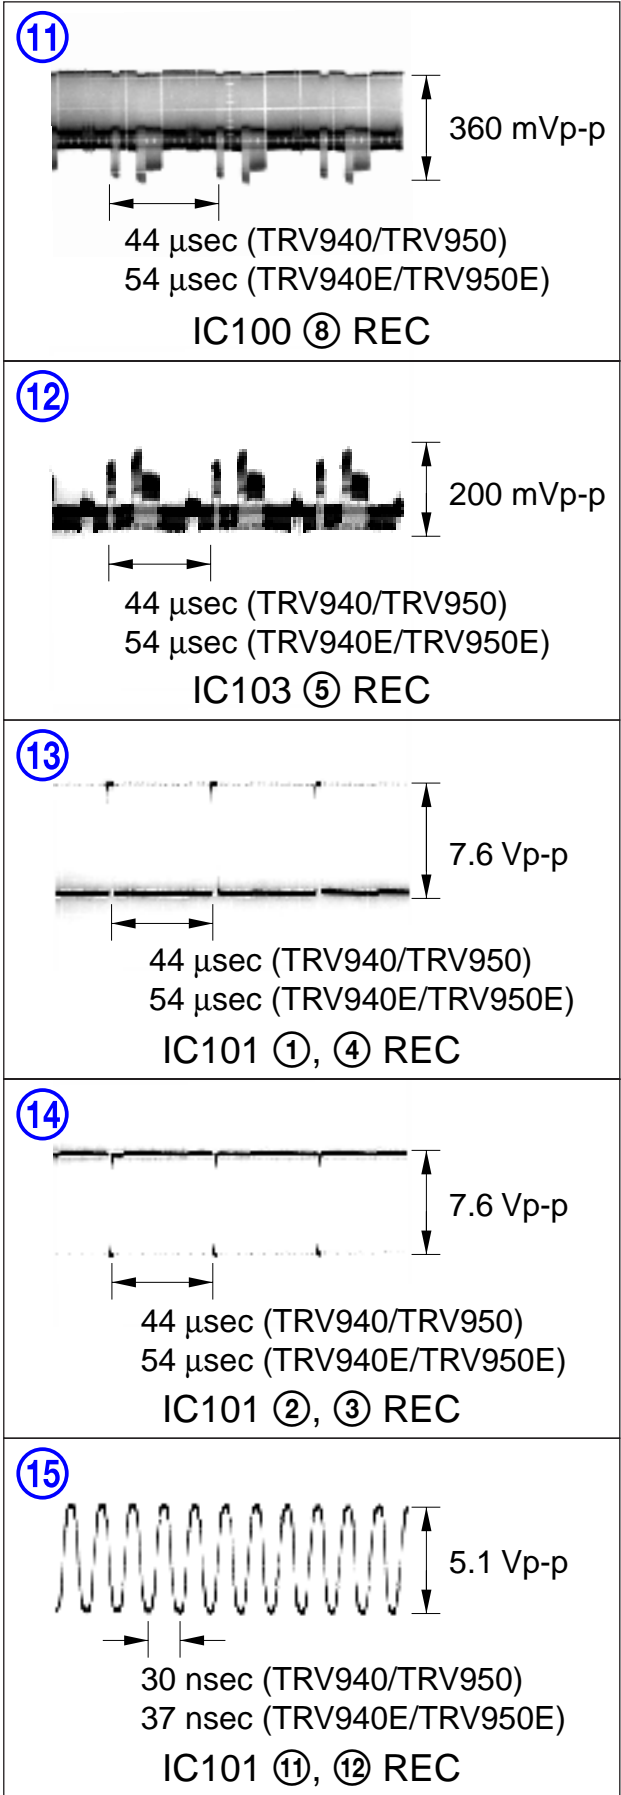 ⑪
360 mVp-p
44 µsec (TRV940/TRV950)
54 µsec (TRV940E/TRV950E)
IC100 ⑧ REC
⑫
200 mVp-p
44 µsec (TRV940/TRV950)
54 µsec (TRV940E/TRV950E)
IC103 ⑤ REC
⑬
7.6 Vp-p
44 µsec (TRV940/TRV950)
54 µsec (TRV940E/TRV950E)
IC101 ①, ④ REC
⑭
7.6 Vp-p
44 µsec (TRV940/TRV950)
54 µsec (TRV940E/TRV950E)
IC101 ②, ③ REC
⑮
5.1 Vp-p
30 nsec (TRV940/TRV950)
37 nsec (TRV940E/TRV950E)
IC101 ⑪, ⑫ REC